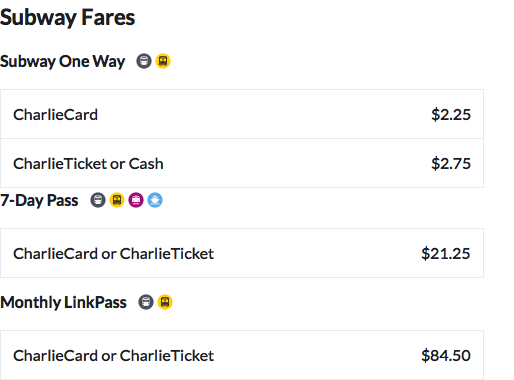 Subway Fares
Subway One Way
CharlieCard $2.25
CharlieTicket or Cash $2.75
7-Day Pass
CharlieCard or CharlieTicket $21.25
Monthly LinkPass
CharlieCard or CharlieTicket $84.50